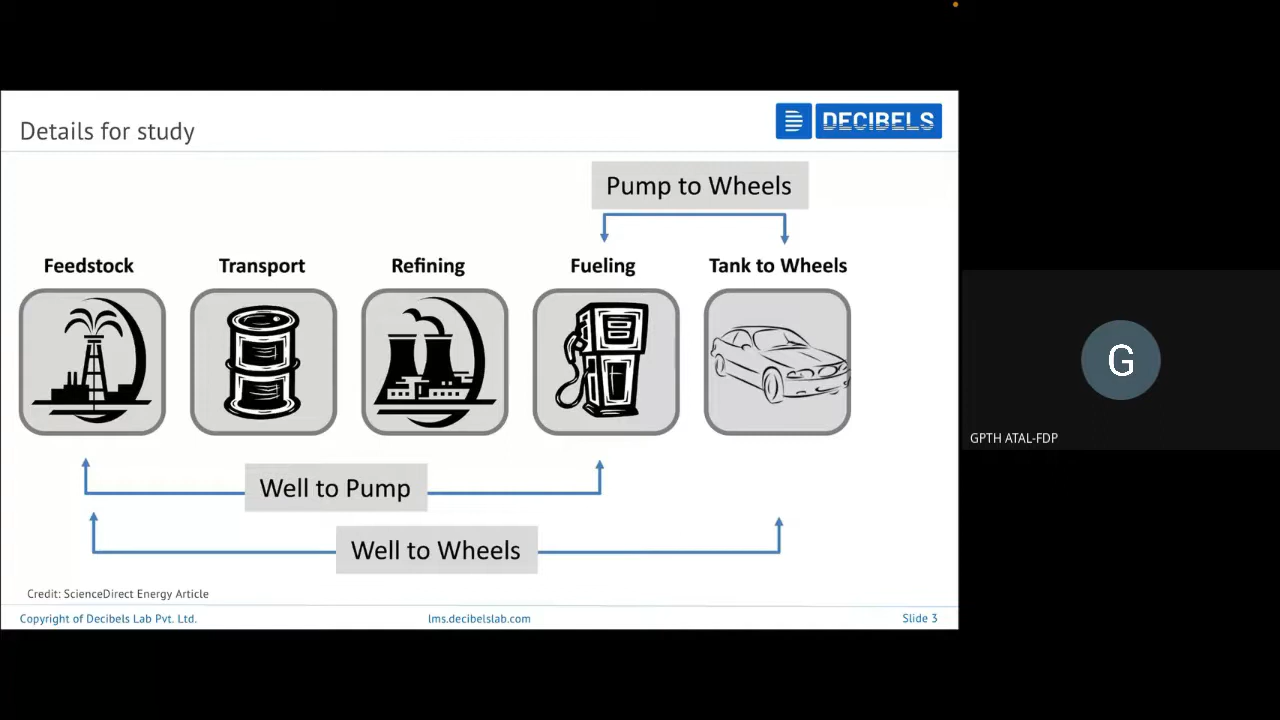 Details for study
DECIBELS
Pump to Wheels
Feedstock
Transport
Refining
Fueling
Tank to Wheels
Well to Pump
Well to Wheels
Credit: ScienceDirect Energy Article
Copyright of Decibels Lab Pvt. Ltd.
lms.decibelslab.com
Slide 3
G
GPTH ATAL-FDP